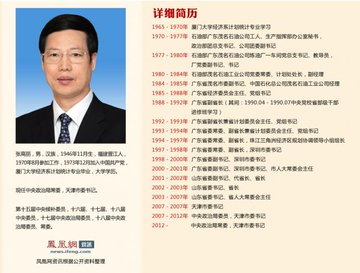 详细简历
1965 - 1970年 厦门大学经济系计划统计专业学习
1970 - 1977年 石油部广东茂名石油公司工人、生产指挥部办公室秘书，
政治部团总支书记、公司团委副书记
1977 - 1980年 石油部广东茂名石油公司炼油厂一车间党总支书记、教导员，
厂党委副书记、书记
1980 - 1984年 石油部广东茂名石油工业公司党委常委、计划处处长，副经理
1984 - 1985年 广东省茂名市委副书记、中国石化总公司茂名石油工业公司经理
1985 - 1988年 广东省经济委员会主任、党组书记
1988 - 1992年 广东省副省长（其间：1990.04 - 1990.07中央党校省部级干部
进修班学习）
1992 - 1993年 广东省副省长兼省计划委员会主任、党组书记
1993 - 1994年 广东省委常委、副省长兼省计划委员会主任、党组书记
1994 - 1997年 广东省委常委、副省长，珠江三角洲经济区规划协调领导小组组长
1997 - 1998年 广东省委常委、副省长，深圳市委书记
1998 - 2000年 广东省委副书记、深圳市委书记
2000 - 2001年 广东省委副书记、深圳市委书记、市人大常委会主任
2001 - 2002年 山东省委副书记、代省长、省长
2002 - 2002年 山东省委书记、省长
2003 - 2007年 山东省委书记、省人大常委会主任
2007 - 2007年 天津市委书记
2007 - 2012年 中央政治局委员，天津市委书记
2012 - 中央政治局常委，天津市委书记
张高丽，男，汉族，1946年11月生，福建晋江人，
1970年8月参加工作，1973年12月加入中国共产党，
厦门大学经济系计划统计专业毕业，大学学历。
现任中央政治局常委，天津市委书记。
第十五届中央候补委员，十六届、十七届、十八届
中央委员，十七届中央政治局委员，十八届中央政
治局委员、常委。
凤凰网 资讯
news.ifeng.com
凤凰网资讯根据公开资料整理